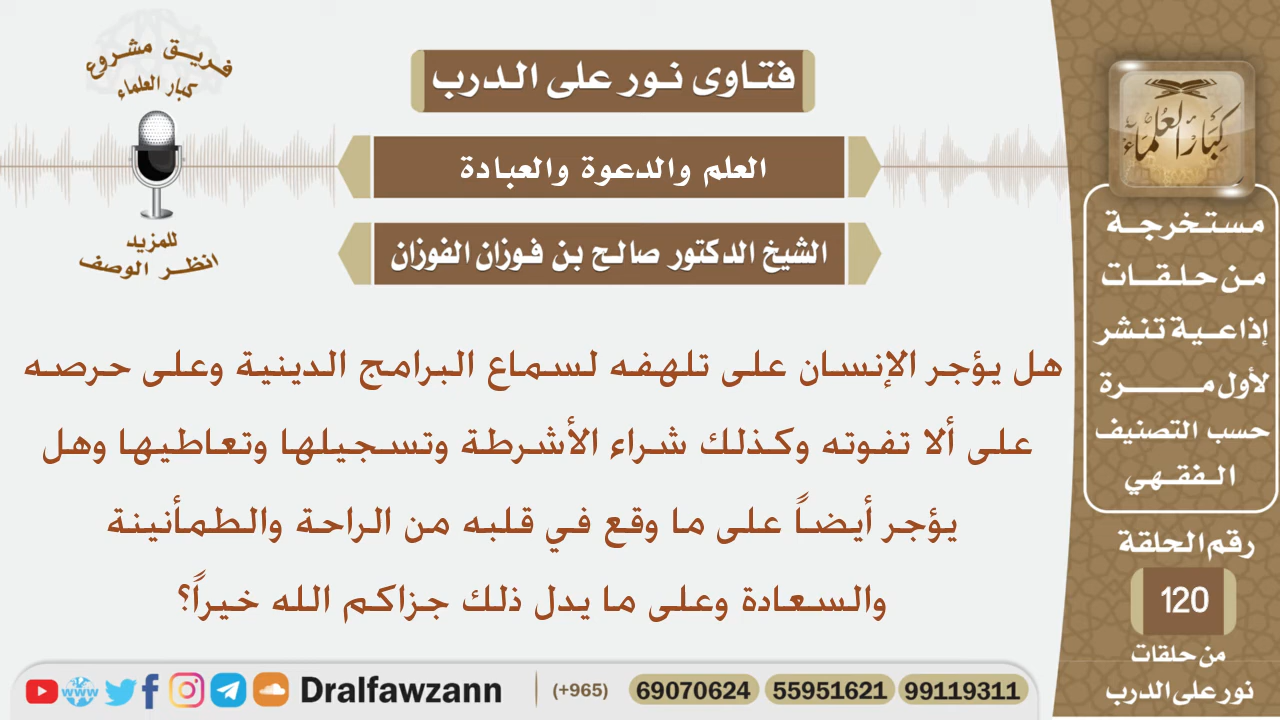 فريق مشروع
كبار العلماء
للمزيد
انظر الوصف
فتاوى نور على الدرب
العلم والدعوة والعبادة
الشيخ الدكتور صالح بن فوزان الفوزان
هل يؤجر الإنسان على تلهفه لسماع البرامج الدينية وعلى حرصه
على ألا تفوته وكذلك شراء الأشرطة وتسجيلها وتعاطيها وهل
يؤجر أيضاً على ما وقع في قلبه من الراحة والطمأنينة
والسعادة وعلى ما يدل ذلك جزاكم الله خيراً؟
كِبَارُ العُلَمَاء
مستخرجة
من حلقات
إذاعية تنشر
لأول مرة
حسب التصنيف
الفقهي
رقم الحلقة
120
من حلقات
نور على الدرب
www Dralfawzann (+965) 69070624 55951621 99119311